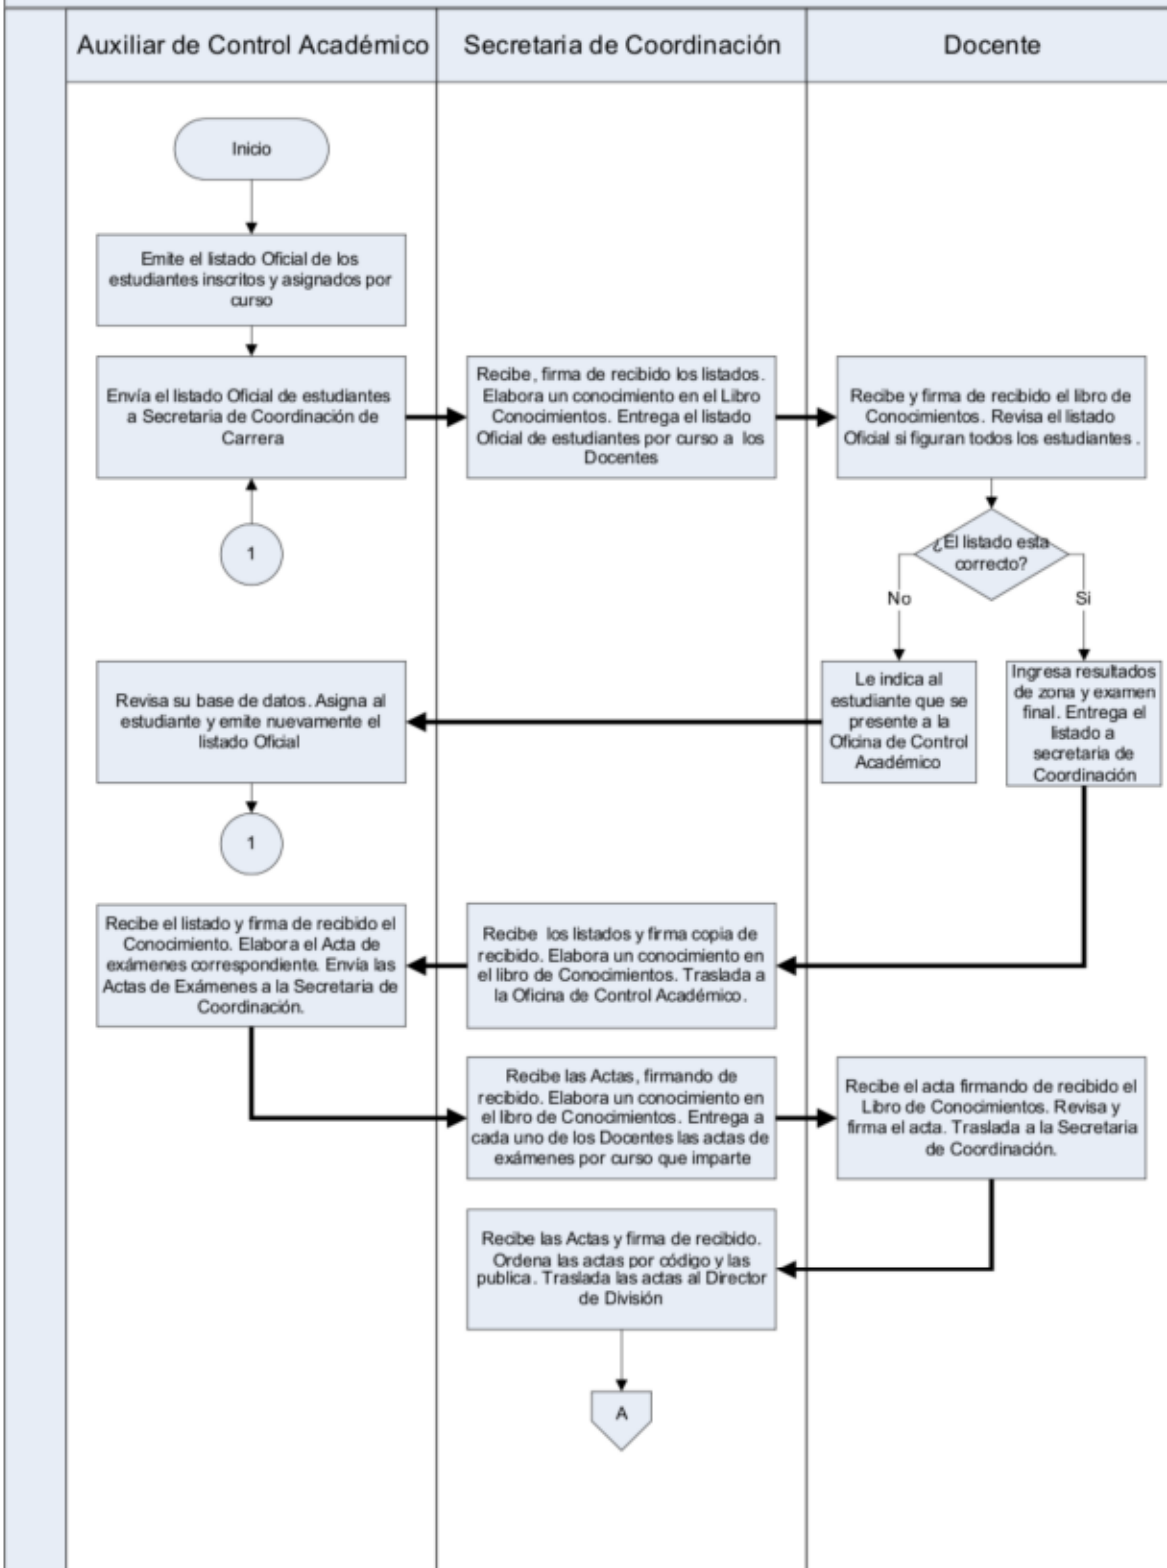 Auxiliar de Control Académico
Secretaria de Coordinación
Docente
Inicio
Emite el listado Oficial de los
estudiantes inscritos y asignados por
curso
Envía el listado Oficial de estudiantes
a Secretaria de Coordinación de
Carrera
Recibe, firma de recibido los listados.
Elabora un conocimiento en el Libro
Conocimientos. Entrega el listado
Oficial de estudiantes por curso a los
Docentes
Recibe y firma de recibido el libro de
Conocimientos. Revisa el listado
Oficial si figuran todos los estudiantes .
1
¿El listado esta
correcto?
No
Si
Revisa su base de datos. Asigna al
estudiante y emite nuevamente el
listado Oficial
Le indica al
estudiante que se
presente a la
Oficina de Control
Académico
Ingresa resultados
de zona y examen
final. Entrega el
listado a
secretaria de
Coordinación
1
Recibe el listado y firma de recibido el
Conocimiento. Elabora el Acta de
exámenes correspondiente. Envía las
Actas de Exámenes a la Secretaria de
Coordinación.
Recibe los listados y firma copia de
recibido. Elabora un conocimiento en
el libro de Conocimientos. Traslada a
la Oficina de Control Académico.
Recibe las Actas, firmando de
recibido. Elabora un conocimiento en
el libro de Conocimientos. Entrega a
cada uno de los Docentes las actas de
exámenes por curso que imparte
Recibe el acta firmando de recibido el
Libro de Conocimientos. Revisa y
firma el acta. Traslada a la Secretaria
de Coordinación.
Recibe las Actas y firma de recibido.
Ordena las actas por código y las
publica. Traslada las actas al Director
de División
A